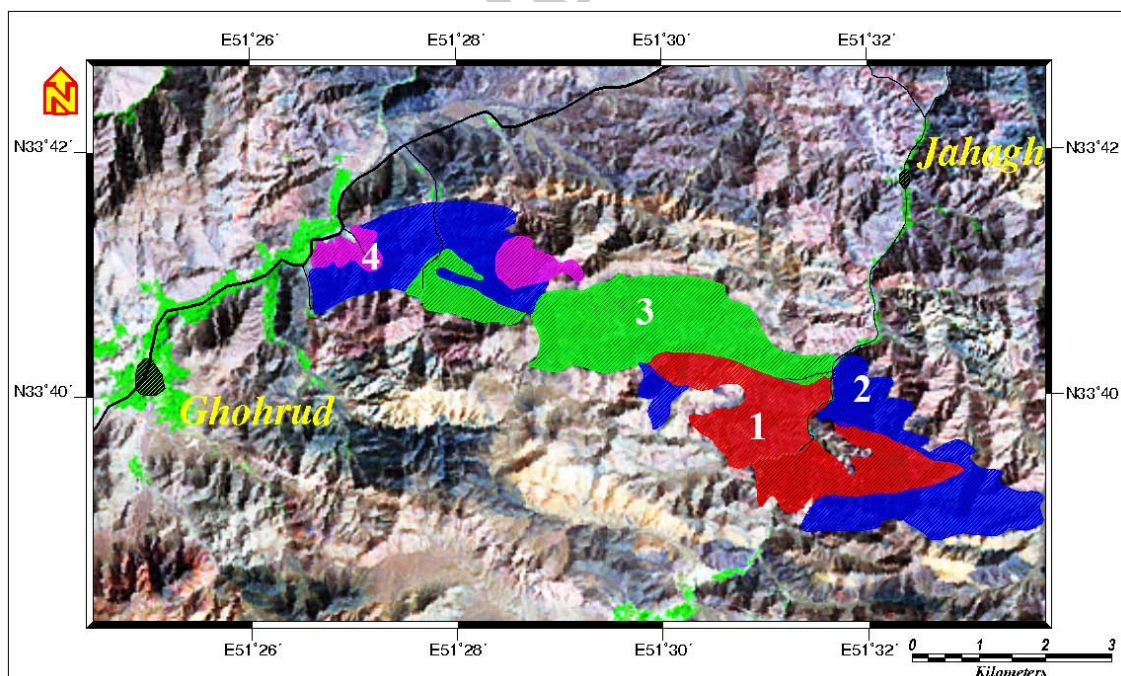 E51°26′ E51°28′ E51°30′ E51°32′
N
N33°42′ N33°42′
Jahagh
4
3
N33°40′ N33°40′
2
Ghohrud
1
E51°26′ E51°28′ E51°30′ E51°32′
0 1 2 3
Kilometers